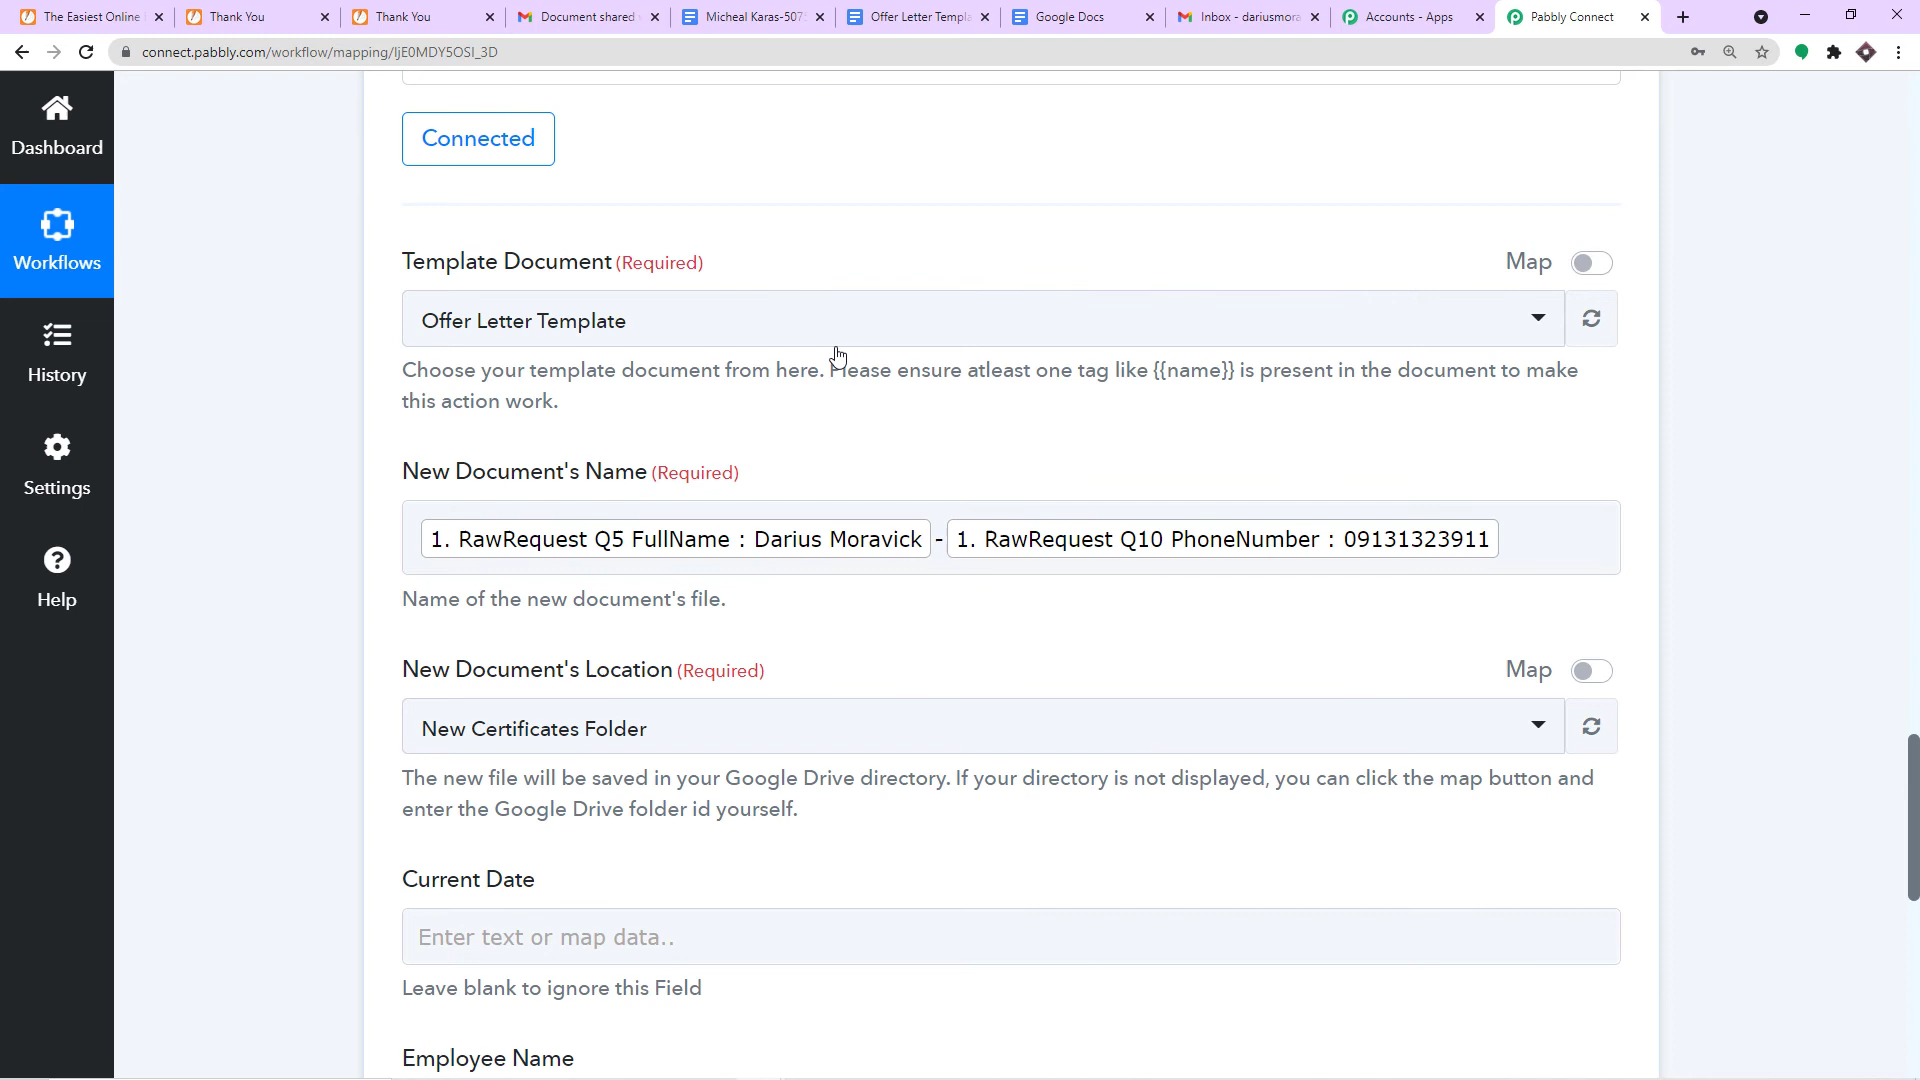 The Easiest Online
Thank You
Thank You
Document shared
Micheal Karas-507
Offer Letter Templa
Google Docs
Inbox - dariusmora
Accounts - Apps
Pabbly Connect
connect.pabbly.com/workflow/mapping/IjE0MDY5OSI_3D
Dashboard
Workflows
History
Settings
Help
Connected
Template Document (Required)
Map
Offer Letter Template
Choose your template document from here. Please ensure atleast one tag like {{name}} is present in the document to make
this action work.
New Document's Name (Required)
1. RawRequest Q5 FullName : Darius Moravick - 1. RawRequest Q10 PhoneNumber : 09131323911
Name of the new document's file.
New Document's Location (Required)
Map
New Certificates Folder
The new file will be saved in your Google Drive directory. If your directory is not displayed, you can click the map button and
enter the Google Drive folder id yourself.
Current Date
Enter text or map data..
Leave blank to ignore this Field
Employee Name